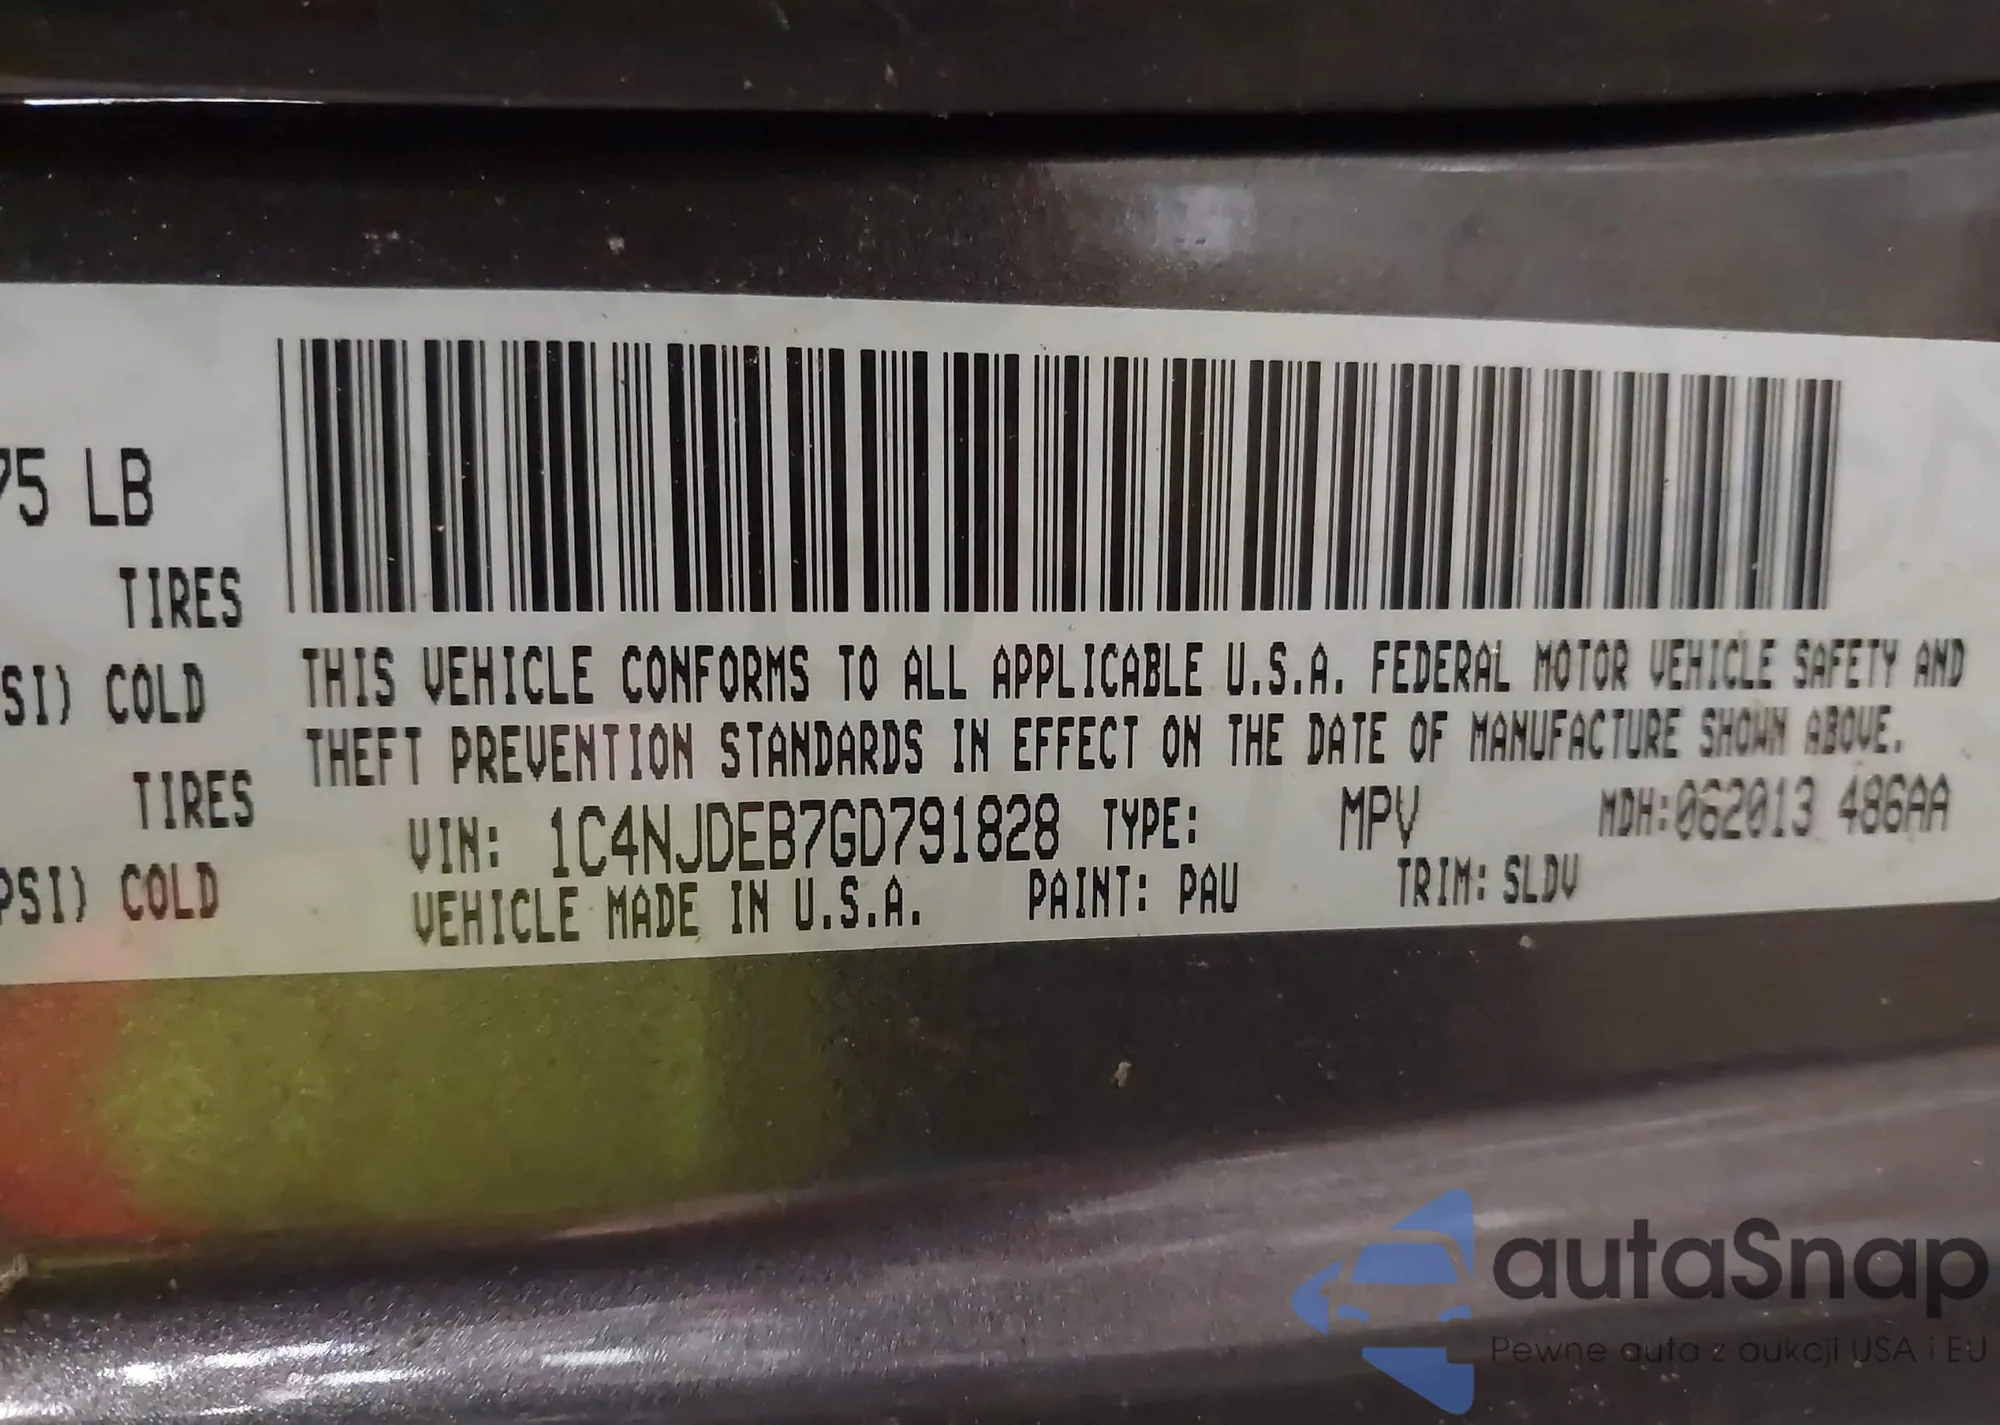 75 LB
TIRES
SI) COLD
TIRES
PSI) COLD
THIS VEHICLE CONFORMS TO ALL APPLICABLE U.S.A. FEDERAL MOTOR VEHICLE SAFETY AND
THEFT PREVENTION STANDARDS IN EFFECT ON THE DATE OF MANUFACTURE SHOWN ABOVE.
VIN: 1C4NJDEB7GD791828 TYPE: MPV MDH:062013 486AA
VEHICLE MADE IN U.S.A. PAINT: PAU TRIM: SLDV
autaSnap
Pewne auta z aukcji USA i EU